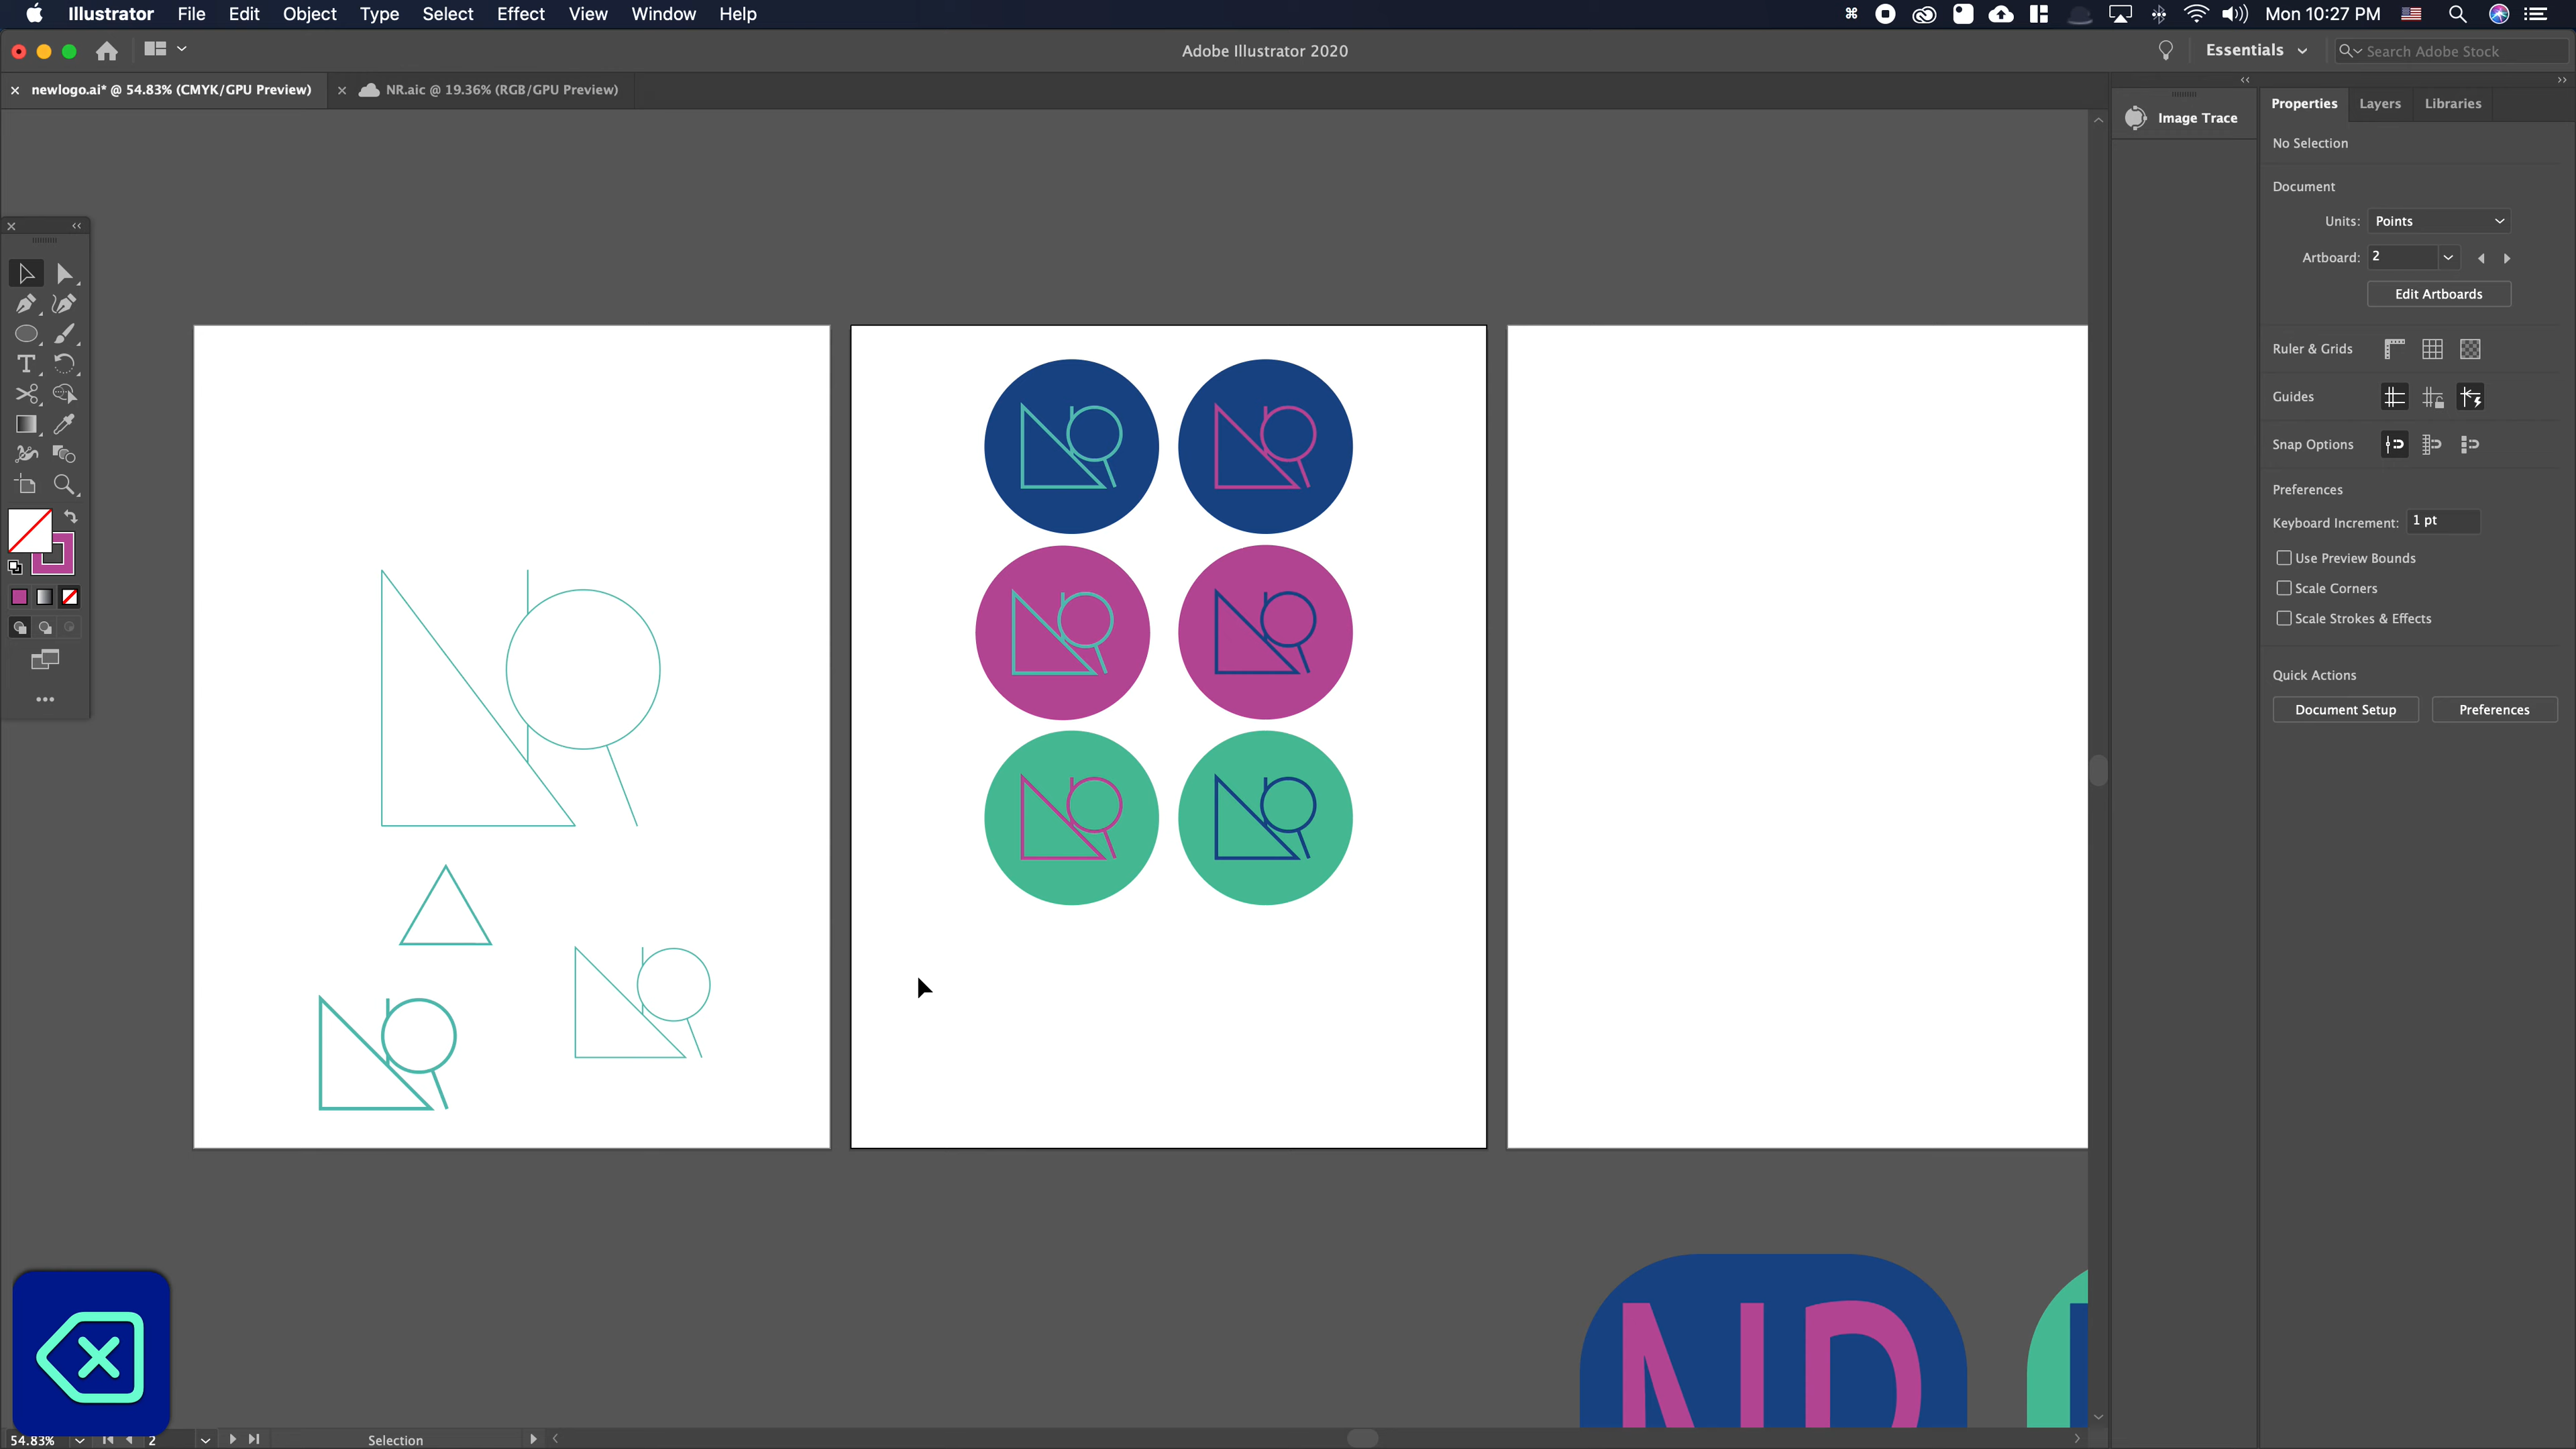 Illustrator File Edit Object Type Select Effect View Window Help
Mon 10:27 PM
Adobe Illustrator 2020
Essentials
Search Adobe Stock
newlogo.ai* @ 54.83% (CMYK/GPU Preview)
NR.aic @ 19.36% (RGB/GPU Preview)
Image Trace
Properties Layers Libraries
No Selection
Document
Units: Points
Artboard: 2
Edit Artboards
Ruler & Grids
Guides
Snap Options
Preferences
Keyboard Increment: 1 pt
Use Preview Bounds
Scale Corners
Scale Strokes & Effects
Quick Actions
Document Setup Preferences
54.83% 2 Selection